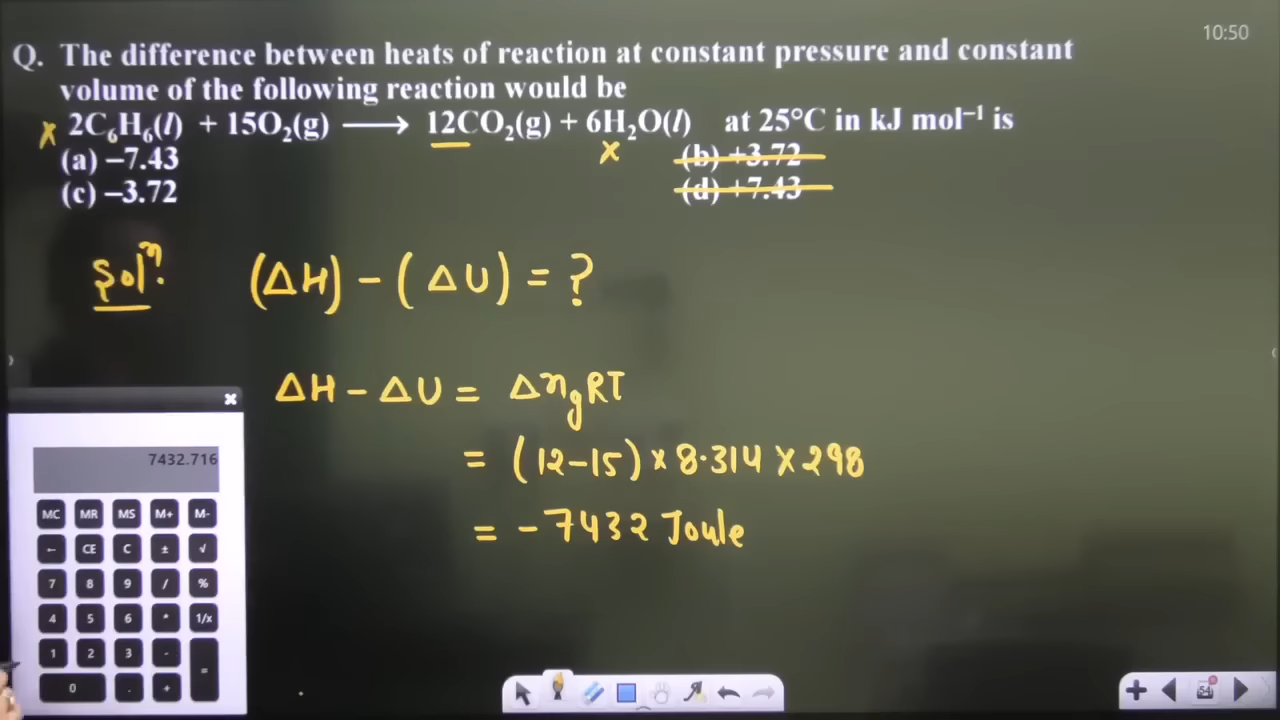 10:50
Q. The difference between heats of reaction at constant pressure and constant
volume of the following reaction would be
x 2C₆H₆(l) + 15O₂(g) ⟶ 12CO₂(g) + 6H₂O(l) at 25°C in kJ mol⁻¹ is
x
(a) –7.43 (b) +3.72
(c) –3.72 (d) +7.43
Solⁿ. (ΔH) - (ΔU) = ?
ΔH - ΔU = Δn_gRT
= (12-15) × 8.314 × 298
= -7432 Joule
7432.716
MC MR MS M+ M-
← CE C ± √
7 8 9 / %
4 5 6 * 1/x
1 2 3 - =
0 . +